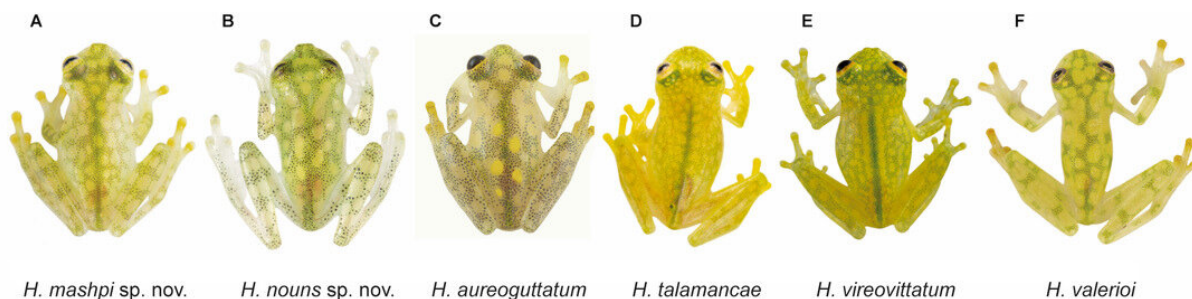 A B C D E F
H. mashpi sp. nov. H. nouns sp. nov. H. aureoguttatum H. talamancae H. vireovittatum H. valerioi